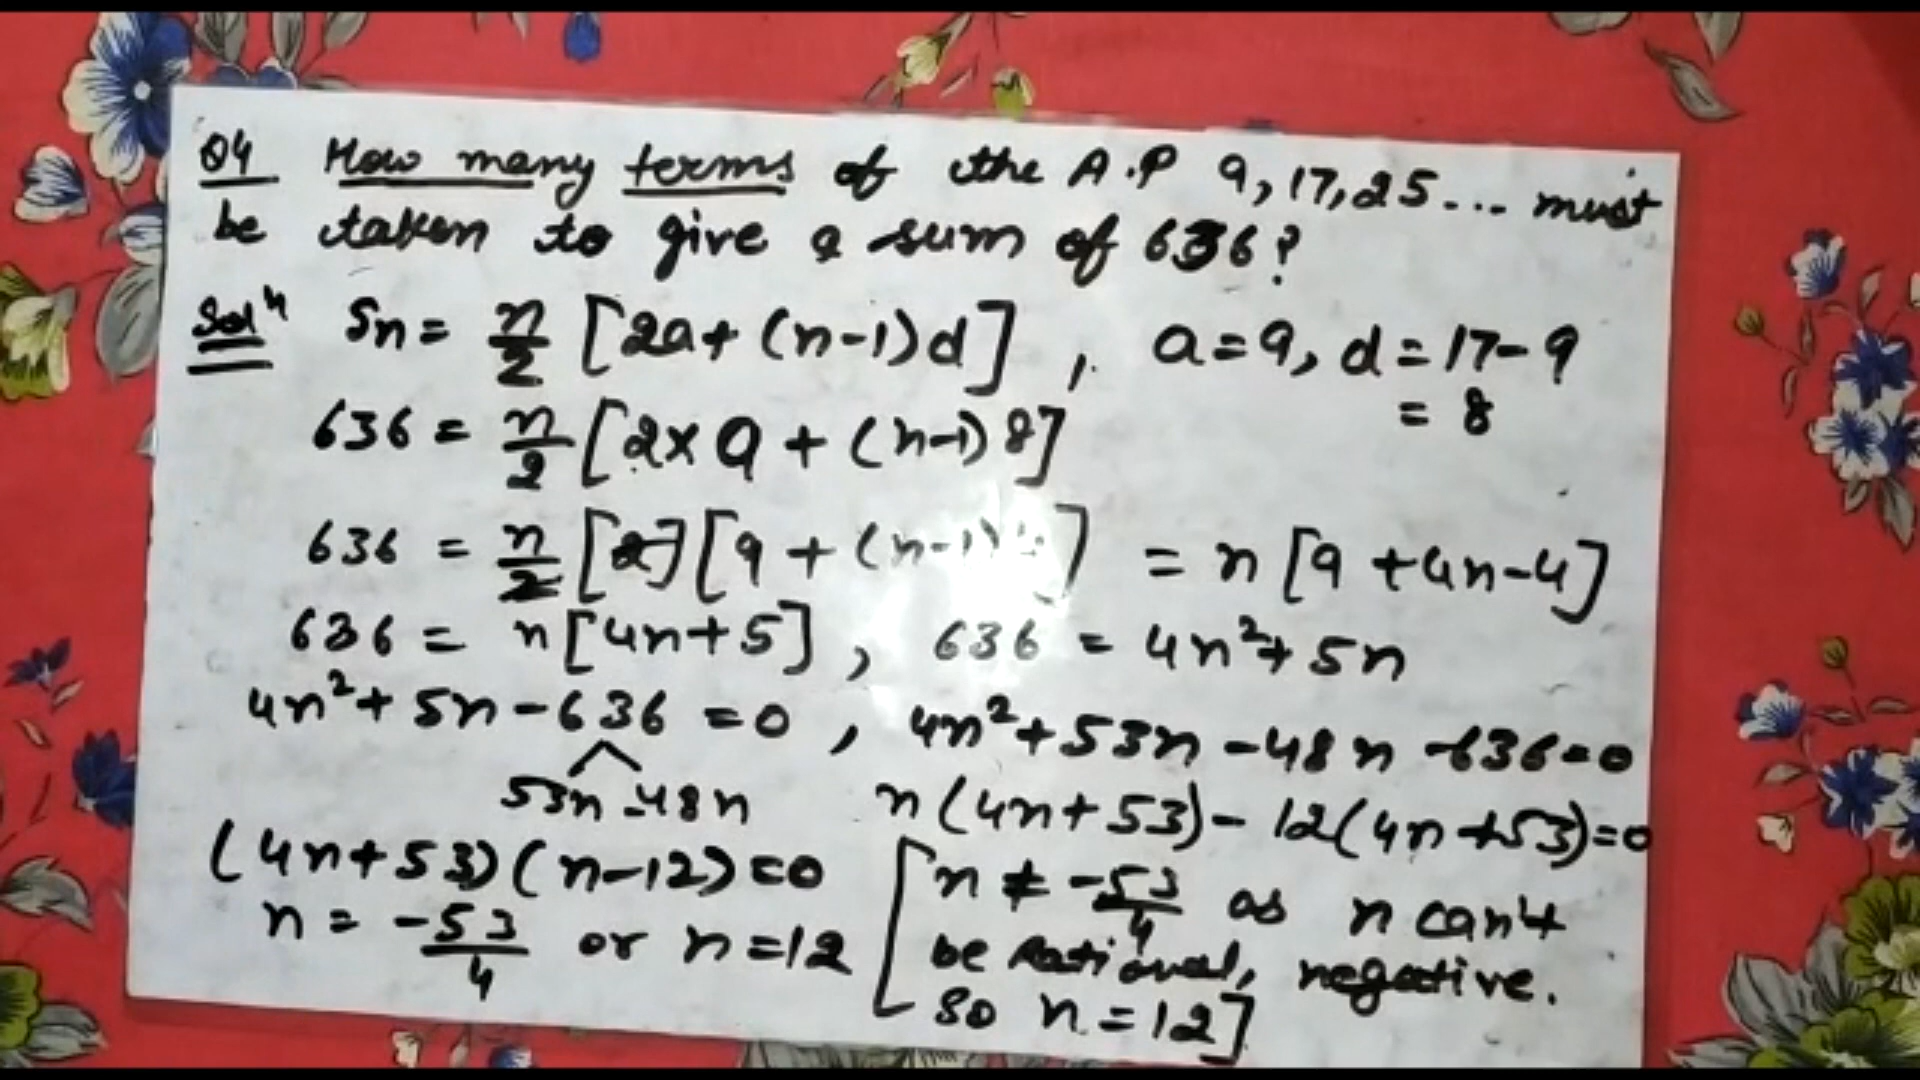 Q4 How many terms of the A.P 9, 17, 25... must
be taken to give a sum of 636?
Solⁿ Sn = n/2 [2a + (n-1)d] , a = 9, d = 17-9
= 8
636 = n/2 [2x9 + (n-1)8]
636 = n/2 [2] [9 + (n-1)4] = n [9 + 4n-4]
636 = n[4n+5] , 636 = 4n² + 5n
4n² + 5n - 636 = 0 , 4n² + 53n - 48n - 636 = 0
53n - 48n n(4n + 53) - 12(4n + 53) = 0
(4n + 53) (n-12) = 0 [n ≠ -53/4 as n can't
n = -53/4 or n = 12 be rational, negative.
So n = 12]